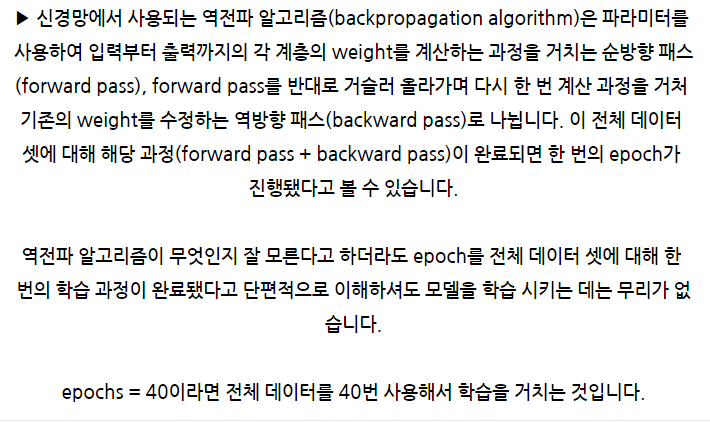 ▶ 신경망에서 사용되는 역전파 알고리즘(backpropagation algorithm)은 파라미터를
사용하여 입력부터 출력까지의 각 계층의 weight를 계산하는 과정을 거치는 순방향 패스
(forward pass), forward pass를 반대로 거슬러 올라가며 다시 한 번 계산 과정을 거처
기존의 weight를 수정하는 역방향 패스(backward pass)로 나뉩니다. 이 전체 데이터
셋에 대해 해당 과정(forward pass + backward pass)이 완료되면 한 번의 epoch가
진행됐다고 볼 수 있습니다.
역전파 알고리즘이 무엇인지 잘 모른다고 하더라도 epoch를 전체 데이터 셋에 대해 한
번의 학습 과정이 완료됐다고 단편적으로 이해하셔도 모델을 학습 시키는 데는 무리가 없
습니다.
epochs = 40이라면 전체 데이터를 40번 사용해서 학습을 거치는 것입니다.